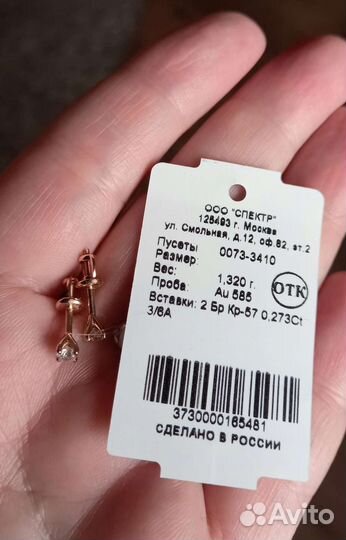 ООО "СПЕКТР"
125493 г. Москва
ул. Смольная, д.12, оф.82, эт.2
Пусеты 0073-3410
Размер:
Вес: 1,320 г.
Проба: Au 585
Вставки: 2 Бр Кр-57 0,273Ct
3/6А
ОТК
3730000165481
СДЕЛАНО В РОССИИ
Avito